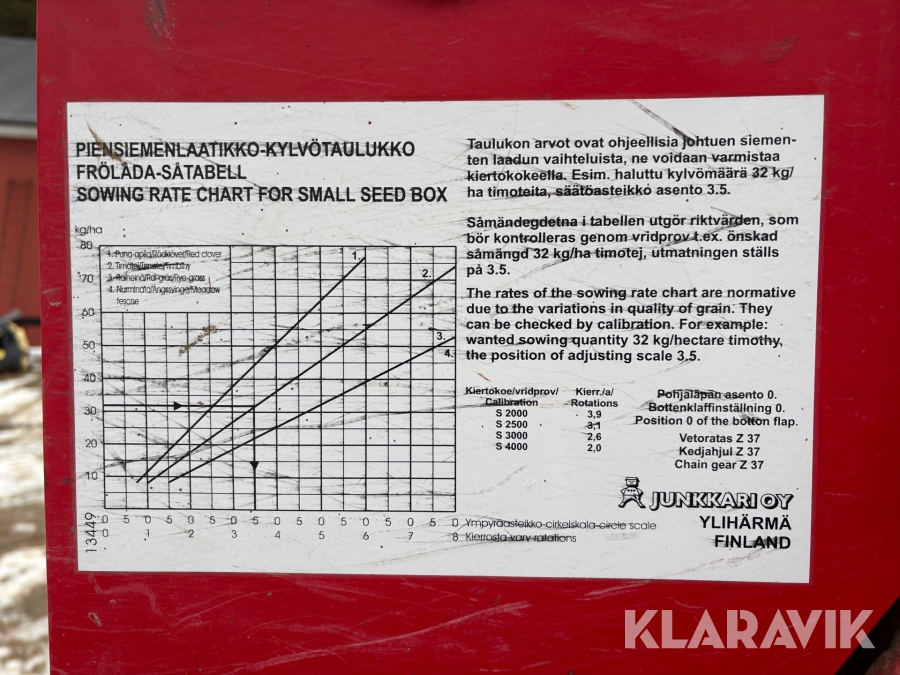 PIENSIEMENLAATIKKO-KYLVÖTAULUKKO
FRÖLÅDA-SÅTABELL
SOWING RATE CHART FOR SMALL SEED BOX
kg/ha
80
70
60
50
40
30
20
10
1. Puna-apila/Rödklöver/Red clover
2. Timotei/Timotej/Timothy
3. Raiheinä/Rai-gräs/Rye-grass
4. Nurminata/Ängssvingel/Meadow
fescue
1.
2.
3.
4.
0 5 0 5 0 5 0 5 0 5 0 5 0 5 0 5 0
0 1 2 3 4 5 6 7 8
Ympyräasteikko-cirkelskala-circle scale
Kierrosta-varv-rotations
13449
Taulukon arvot ovat ohjeellisia johtuen siemen-
ten laadun vaihteluista, ne voidaan varmistaa
kiertokokeella. Esim. haluttu kylvömäärä 32 kg/
ha timoteita, säätöasteikko asento 3.5.
Såmändegdetna i tabellen utgör riktvärden, som
bör kontrolleras genom vridprov t.ex. önskad
såmängd 32 kg/ha timotej, utmatningen ställs
på 3.5.
The rates of the sowing rate chart are normative
due to the variations in quality of grain. They
can be checked by calibration. For example:
wanted sowing quantity 32 kg/hectare timothy,
the position of adjusting scale 3.5.
Kiertokoe/vridprov/ Kierr./a/
Calibration Rotations
S 2000 3,9
S 2500 3,1
S 3000 2,6
S 4000 2,0
Pohjaläpän asento 0.
Bottenklaffinställning 0.
Position 0 of the bottom flap.
Vetoratas Z 37
Kedjahjul Z 37
Chain gear Z 37
JUNKKARI OY
YLIHÄRMÄ
FINLAND
KLARAVIK